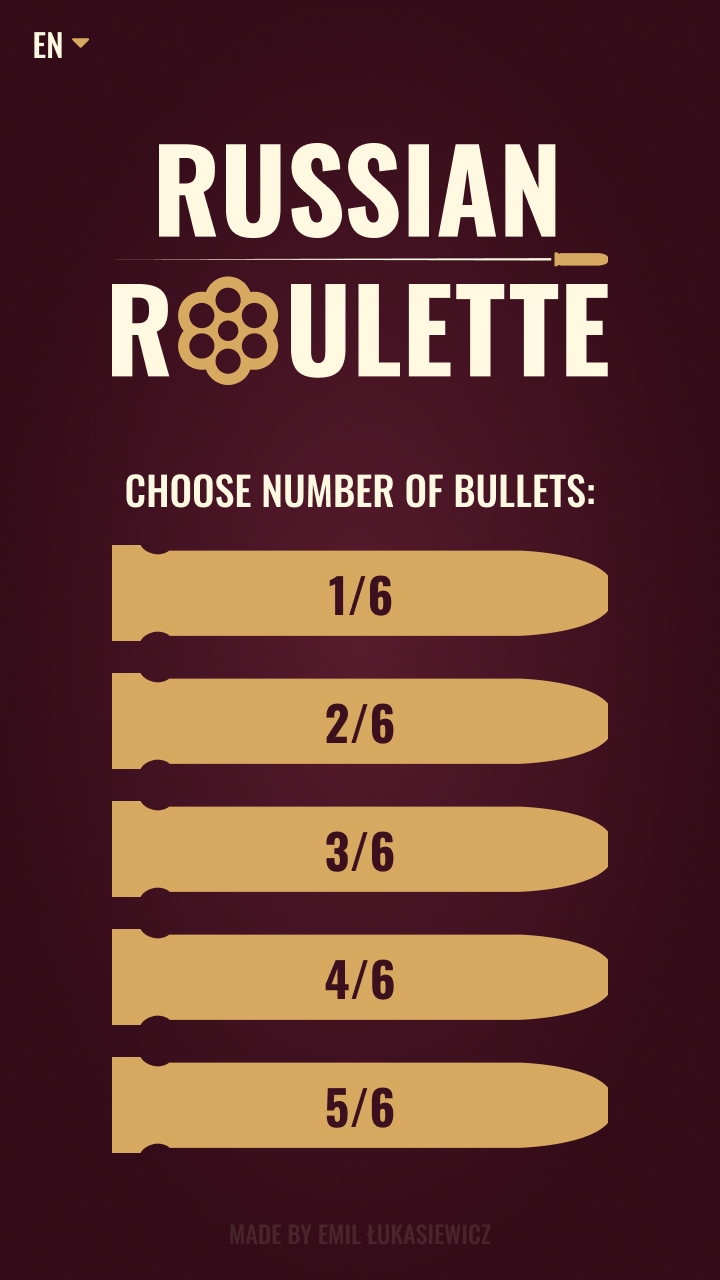 EN
RUSSIAN
ROULETTE
CHOOSE NUMBER OF BULLETS:
1/6
2/6
3/6
4/6
5/6
MADE BY EMIL ŁUKASIEWICZ